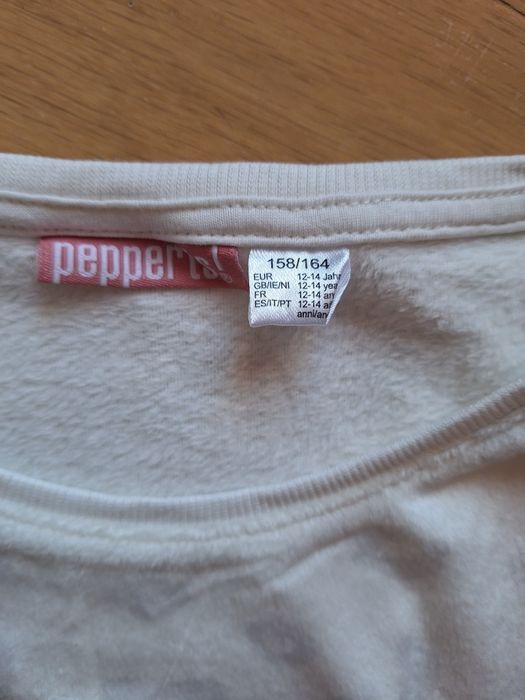 pepperts!
158/164
EUR 12-14 Jahr
GB/IE/NI 12-14 yea
FR 12-14 an
ES/IT/PT 12-14 a
anni/an